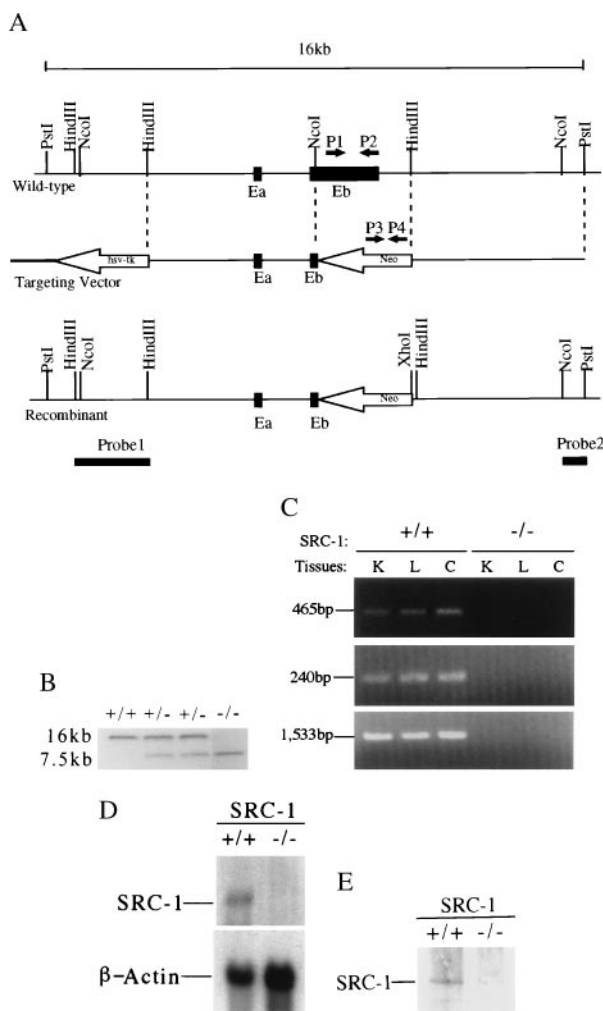 A
16kb
PstI HindIII NcoI HindIII NcoI P1 P2 HindIII NcoI PstI
Wild-type Ea Eb
P3 P4
hsv-tk Neo
Targeting Vector Ea Eb
PstI HindIII NcoI HindIII XhoI HindIII NcoI PstI
Neo
Recombinant Ea Eb
Probe1 Probe2
C
SRC-1: +/+ -/-
Tissues: K L C K L C
465bp
240bp
1,533bp
B
+/+ +/- +/- -/-
16kb
7.5kb
D
SRC-1
+/+ -/-
SRC-1
β-Actin
E
SRC-1
+/+ -/-
SRC-1